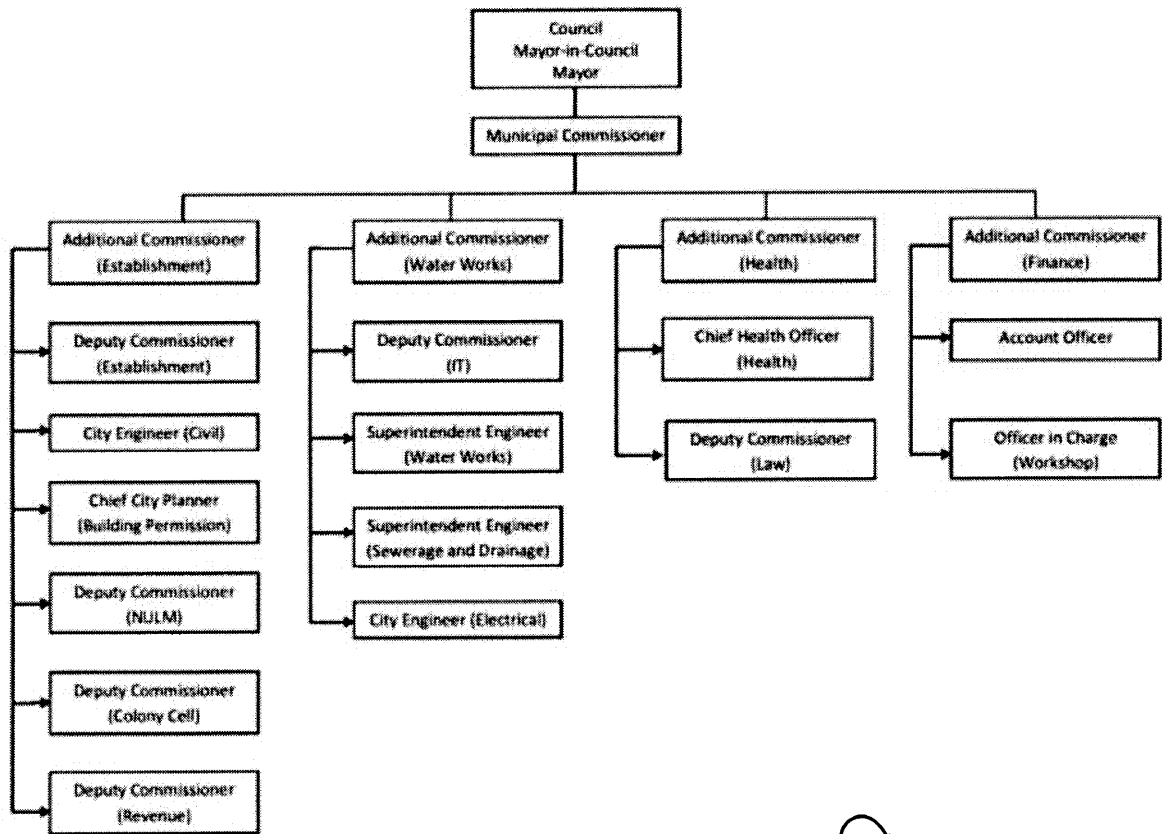 Council
Mayor-in-Council
Mayor
Municipal Commissioner
Additional Commissioner
(Establishment)
Deputy Commissioner
(Establishment)
City Engineer (Civil)
Chief City Planner
(Building Permission)
Deputy Commissioner
(NULM)
Deputy Commissioner
(Colony Cell)
Deputy Commissioner
(Revenue)
Additional Commissioner
(Water Works)
Deputy Commissioner
(IT)
Superintendent Engineer
(Water Works)
Superintendent Engineer
(Sewerage and Drainage)
City Engineer (Electrical)
Additional Commissioner
(Health)
Chief Health Officer
(Health)
Deputy Commissioner
(Law)
Additional Commissioner
(Finance)
Account Officer
Officer in Charge
(Workshop)